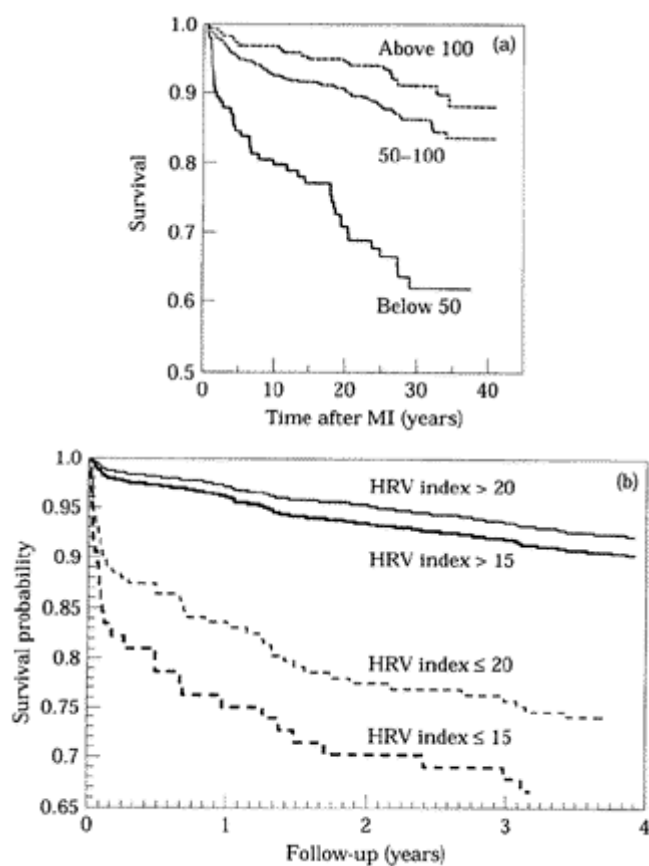 1.0
Above 100
(a)
0.9
50–100
0.8
Survival
0.7
0.6
Below 50
0.5
0
10
20
30
40
Time after MI (years)
1.0
(b)
HRV index > 20
0.95
0.9
HRV index > 15
0.85
Survival probability
0.8
HRV index ≤ 20
0.75
HRV index ≤ 15
0.7
0.65
0
1
2
3
4
Follow-up (years)